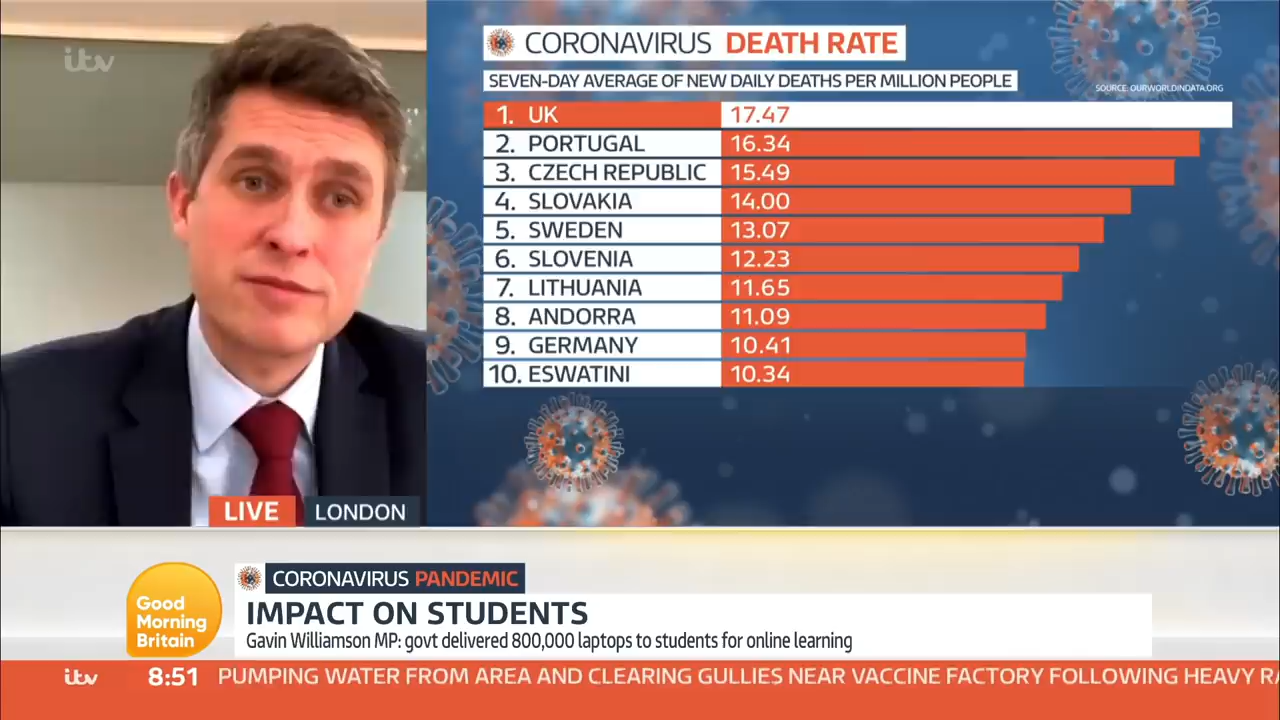 itv
CORONAVIRUS DEATH RATE
SEVEN-DAY AVERAGE OF NEW DAILY DEATHS PER MILLION PEOPLE
SOURCE: OURWORLDINDATA.ORG
1. UK 17.47
2. PORTUGAL 16.34
3. CZECH REPUBLIC 15.49
4. SLOVAKIA 14.00
5. SWEDEN 13.07
6. SLOVENIA 12.23
7. LITHUANIA 11.65
8. ANDORRA 11.09
9. GERMANY 10.41
10. ESWATINI 10.34
LIVE LONDON
CORONAVIRUS PANDEMIC
Good
Morning
Britain
IMPACT ON STUDENTS
Gavin Williamson MP: govt delivered 800,000 laptops to students for online learning
itv 8:51 PUMPING WATER FROM AREA AND CLEARING GULLIES NEAR VACCINE FACTORY FOLLOWING HEAVY